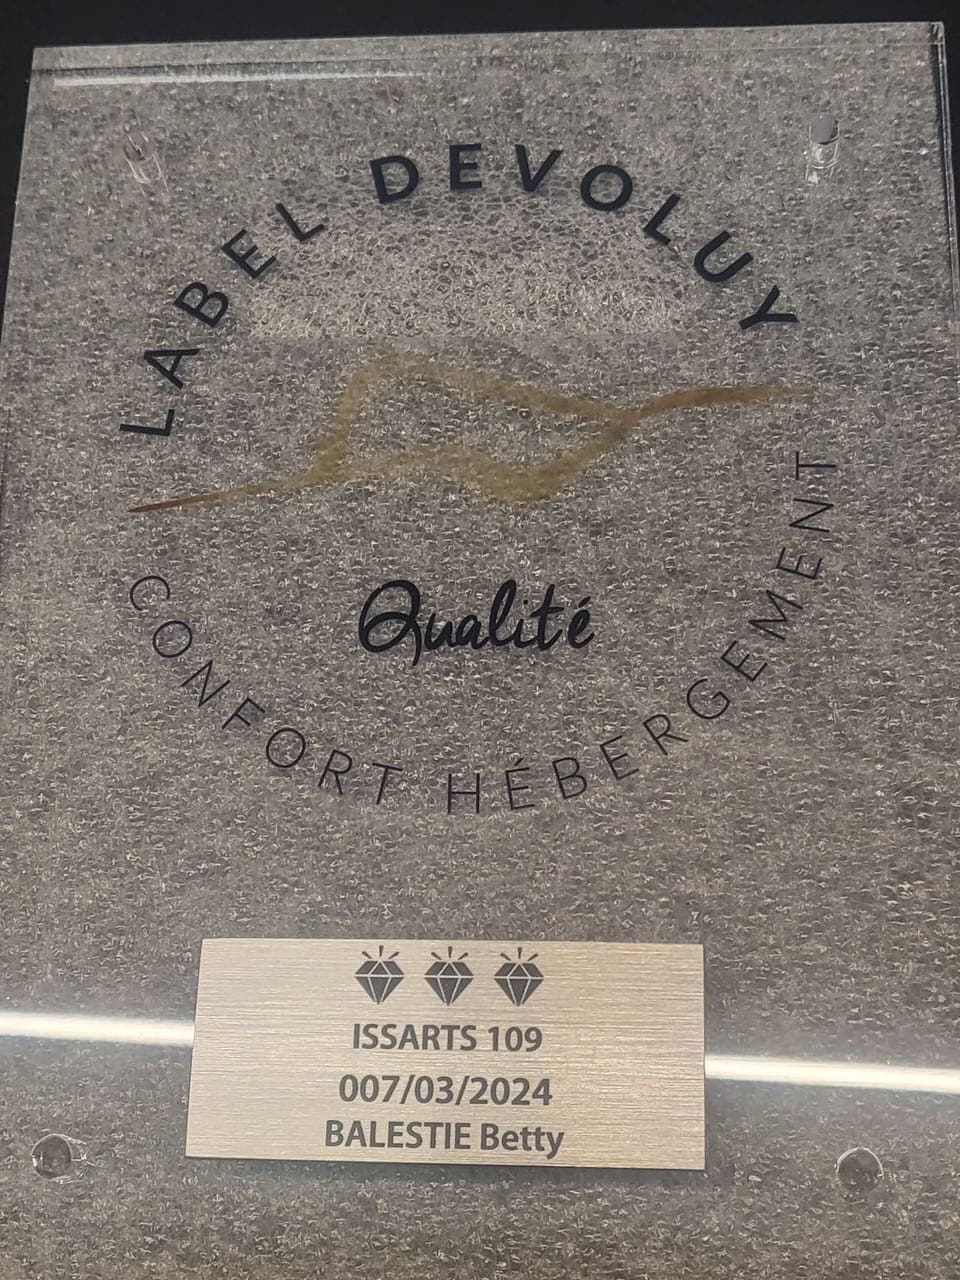 LABEL DEVOLUY
Qualité
CONFORT HÉBERGEMENT
ISSARTS 109
007/03/2024
BALESTIE Betty